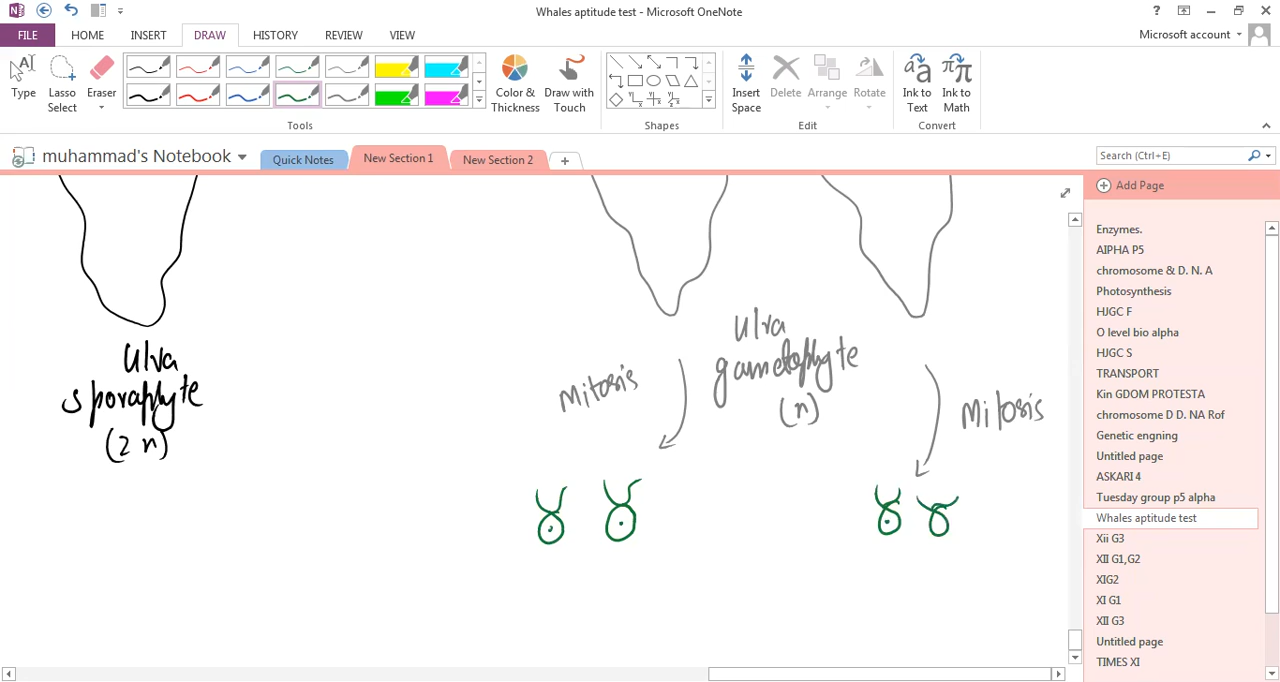 Whales aptitude test - Microsoft OneNote
?
FILE
HOME
INSERT
DRAW
HISTORY
REVIEW
VIEW
Microsoft account
Type
Lasso
Select
Eraser
Color &
Thickness
Draw with
Touch
Insert
Space
Delete
Arrange
Rotate
Ink to
Text
Ink to
Math
Tools
Shapes
Edit
Convert
muhammad's Notebook
Quick Notes
New Section 1
New Section 2
+
Search (Ctrl+E)
Add Page
Enzymes.
AIPHA P5
chromosome & D. N. A
Photosynthesis
HJGC F
O level bio alpha
HJGC S
TRANSPORT
Kin GDOM PROTESTA
chromosome D D. NA Rof
Genetic engning
Untitled page
ASKARI 4
Tuesday group p5 alpha
Whales aptitude test
Xii G3
XII G1,G2
XIG2
XI G1
XII G3
Untitled page
TIMES XI
Ulva
sporophyte
(2 n)
Mitosis
Ulva
gametophyte
(n)
Mitosis